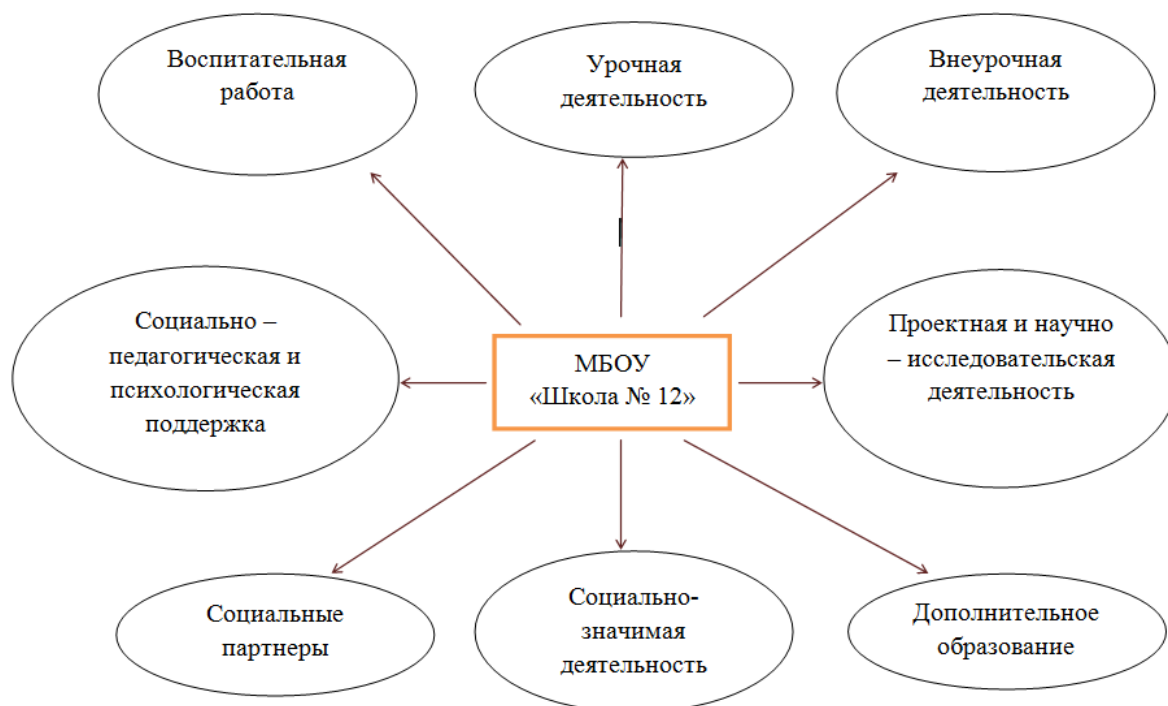 Воспитательная
работа
Урочная
деятельность
Внеурочная
деятельность
Социально –
педагогическая и
психологическая
поддержка
МБОУ
«Школа № 12»
Проектная и научно
– исследовательская
деятельность
Социальные
партнеры
Социально-
значимая
деятельность
Дополнительное
образование